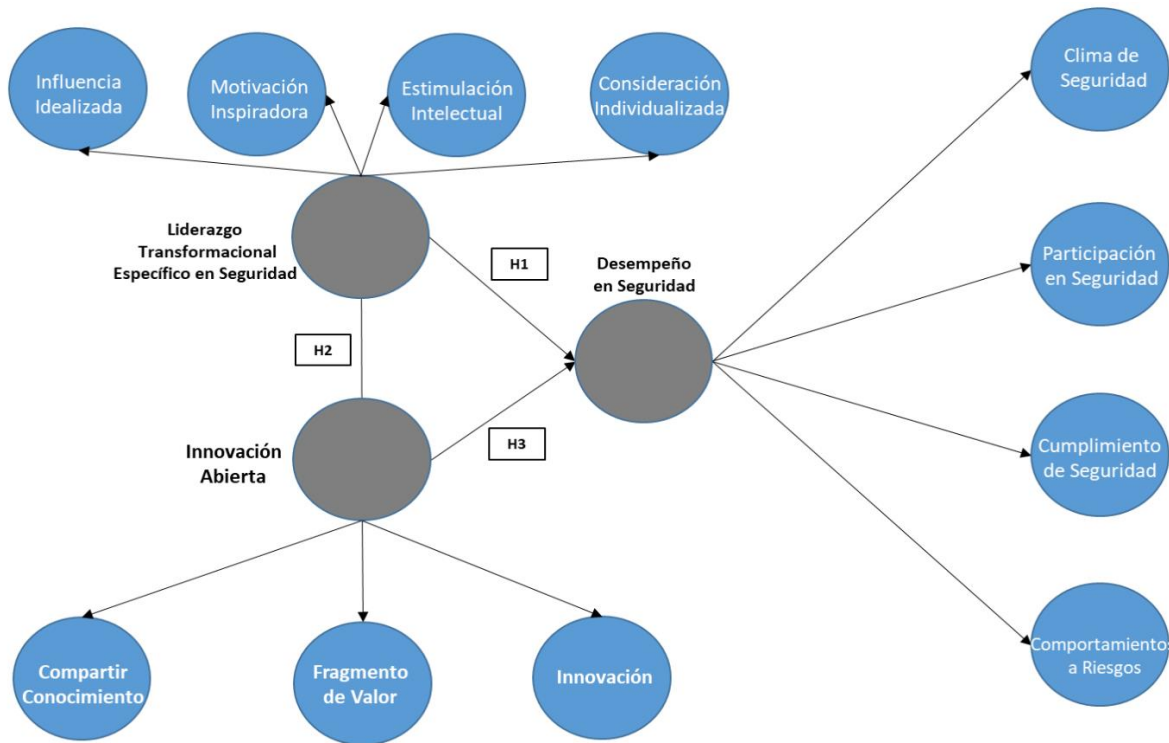 Influencia
Idealizada
Motivación
Inspiradora
Estimulación
Intelectual
Consideración
Individualizada
Clima de
Seguridad
Liderazgo
Transformacional
Específico en Seguridad
H1
Desempeño
en Seguridad
Participación
en Seguridad
H2
H3
Innovación
Abierta
Cumplimiento
de Seguridad
Compartir
Conocimiento
Fragmento
de Valor
Innovación
Comportamientos
a Riesgos